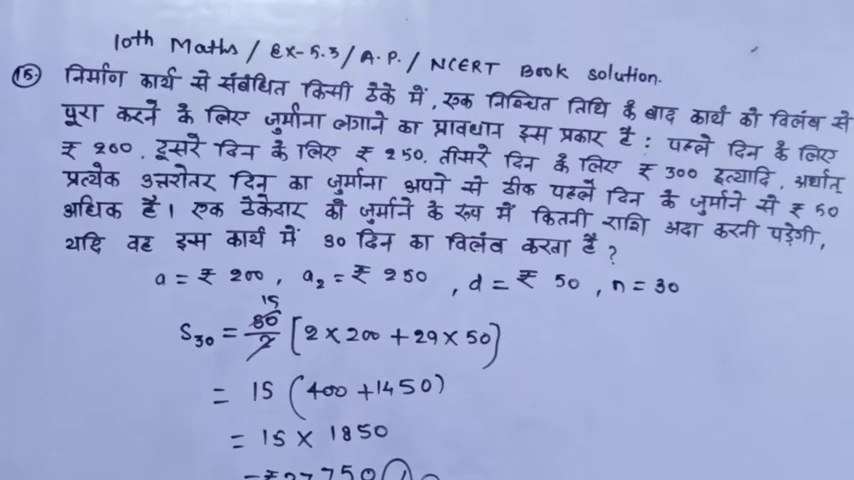 10th Maths / EX-5.3 / A.P. / NCERT Book solution.
15. निर्माण कार्य से संबंधित किसी ठेके में, एक निश्चित तिथि के बाद कार्य को विलंब से
पूरा करने के लिए जुर्माना लगाने का प्रावधान इस प्रकार है : पहले दिन के लिए
₹ 200, दूसरे दिन के लिए ₹ 250, तीसरे दिन के लिए ₹ 300 इत्यादि, अर्थात्
प्रत्येक उत्तरोतर दिन का जुर्माना अपने से ठीक पहले दिन के जुर्माने से ₹ 50
अधिक है। एक ठेकेदार को जुर्माने के रूप में कितनी राशि अदा करनी पड़ेगी,
यदि वह इस कार्य में 30 दिन का विलंब करता है ?
a = ₹ 200, a₂ = ₹ 250, d = ₹ 50, n = 30
15
S₃₀ = 30/2 [2 × 200 + 29 × 50]
= 15 (400 + 1450)
= 15 × 1850
= ₹ 27750